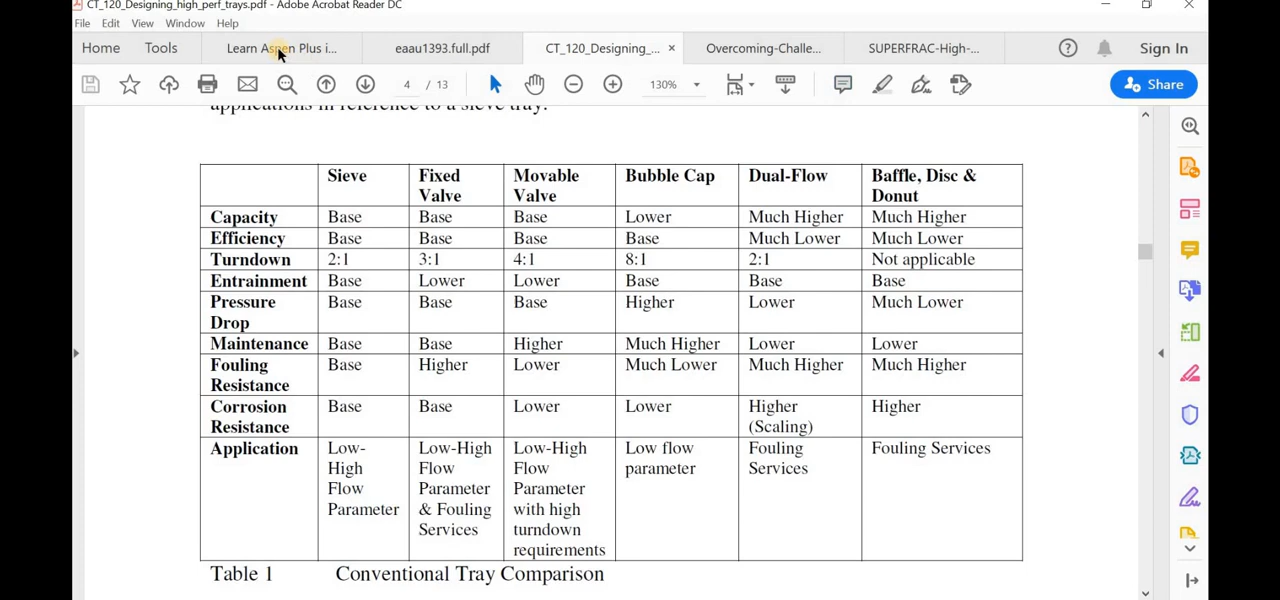 CT_120_Designing_high_perf_trays.pdf - Adobe Acrobat Reader DC
File Edit View Window Help
Home Tools Learn Aspen Plus i... eaau1393.full.pdf CT_120_Designing_... × Overcoming-Challe... SUPERFRAC-High-... Sign In
4 / 13 130% Share
applications in reference to a sieve tray.
Sieve Fixed Valve Movable Valve Bubble Cap Dual-Flow Baffle, Disc & Donut
Capacity Base Base Base Lower Much Higher Much Higher
Efficiency Base Base Base Base Much Lower Much Lower
Turndown 2:1 3:1 4:1 8:1 2:1 Not applicable
Entrainment Base Lower Lower Base Base Base
Pressure Drop Base Base Base Higher Lower Much Lower
Maintenance Base Base Higher Much Higher Lower Lower
Fouling Resistance Base Higher Lower Much Lower Much Higher Much Higher
Corrosion Resistance Base Base Lower Lower Higher (Scaling) Higher
Application Low-High Flow Parameter Low-High Flow Parameter & Fouling Services Low-High Flow Parameter with high turndown requirements Low flow parameter Fouling Services Fouling Services
Table 1 Conventional Tray Comparison